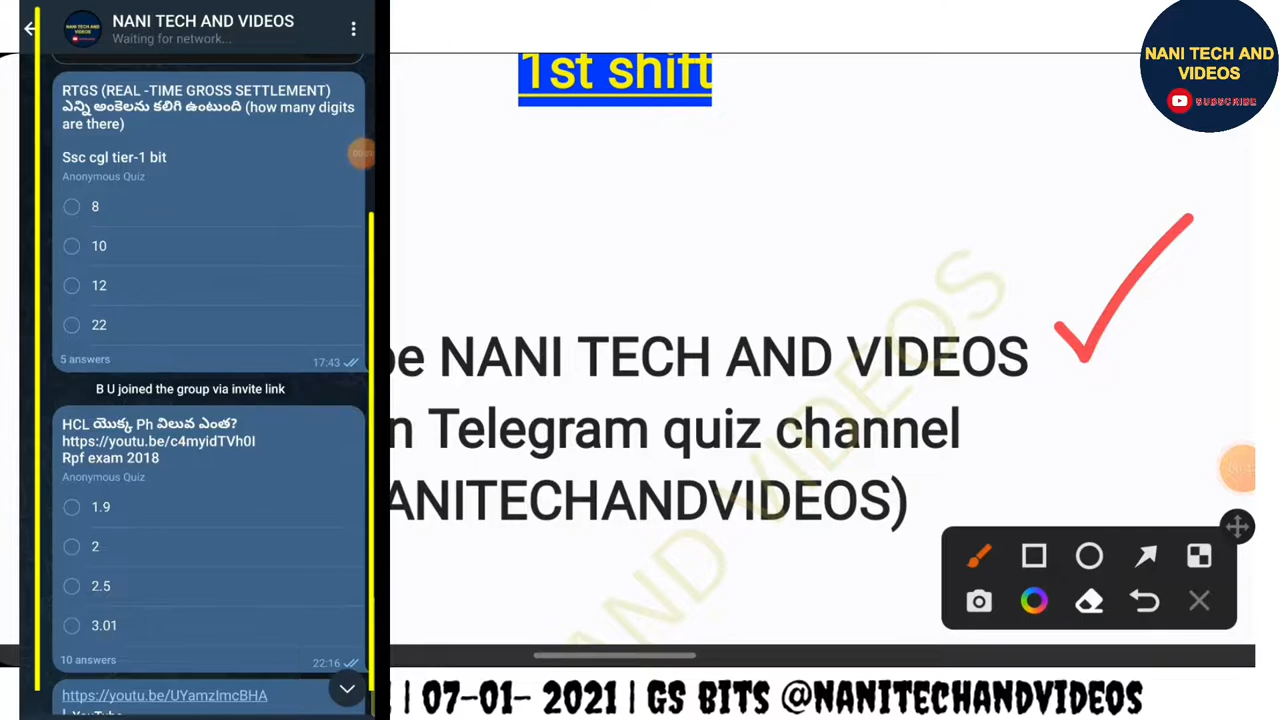 NANI TECH AND VIDEOS
Waiting for network...
RTGS (REAL -TIME GROSS SETTLEMENT)
ఎన్ని అంకెలను కలిగి ఉంటుంది (how many digits
are there)
Ssc cgl tier-1 bit
Anonymous Quiz
8
10
12
22
5 answers
17:43
B U joined the group via invite link
HCL యొక్క Ph విలువ ఎంత?
https://youtu.be/c4myidTVh0I
Rpf exam 2018
Anonymous Quiz
1.9
2
2.5
3.01
10 answers
22:16
https://youtu.be/UYamzImcBHA
1st shift
NANI TECH AND VIDEOS
Telegram quiz channel
ANITECHANDVIDEOS)
AND VIDEOS
NANI TECH AND
VIDEOS
SUBSCRIBE
| 07-01- 2021 | GS BITS @NANITECHANDVIDEOS